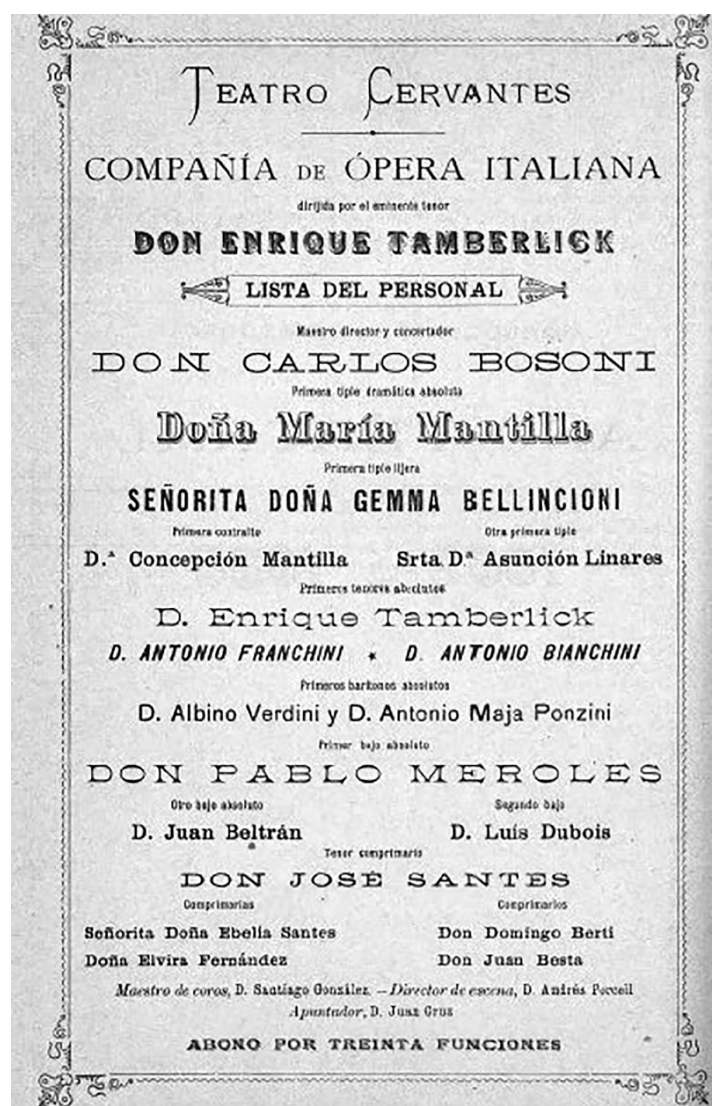 TEATRO CERVANTES
COMPAÑÍA DE ÓPERA ITALIANA
dirijida por el eminente tenor
DON ENRIQUE TAMBERLICK
LISTA DEL PERSONAL
Maestro director y concertador
DON CARLOS BOSONI
Primera tiple dramática absoluta
Doña María Mantilla
Primera tiple lijera
SEÑORITA DOÑA GEMMA BELLINCIONI
Primera contralto Otra primera tiple
D.ª Concepción Mantilla Srta. Dª Asunción Linares
Primeros tenores absolutos
D. Enrique Tamberlick
D. ANTONIO FRANCHINI * D. ANTONIO BIANCHINI
Primeros barítonos absolutos
D. Albino Verdini y D. Antonio Maja Ponzini
Primer bajo absoluto
DON PABLO MEROLES
Otro bajo absoluto Segundo bajo
D. Juan Beltrán D. Luís Dubois
Tenor comprimario
DON JOSÉ SANTES
Comprimarias Comprimarios
Señorita Doña Ebelia Santes Don Domingo Berti
Doña Elvira Fernández Don Juan Besta
Maestro de coros, D. Santiago González. — Director de escena, D. Andrés Porcell
Apuntador, D. Juan Cruz
ABONO POR TREINTA FUNCIONES